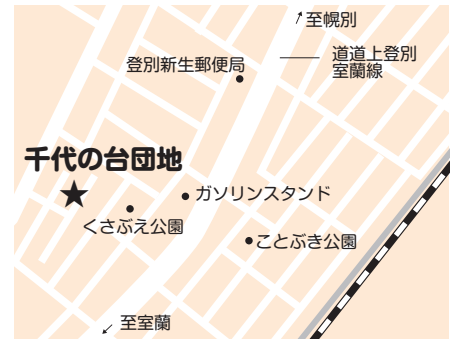 至幌別
道道上登別
室蘭線
登別新生郵便局
千代の台団地
ガソリンスタンド
くさぶえ公園
ことぶき公園
至室蘭